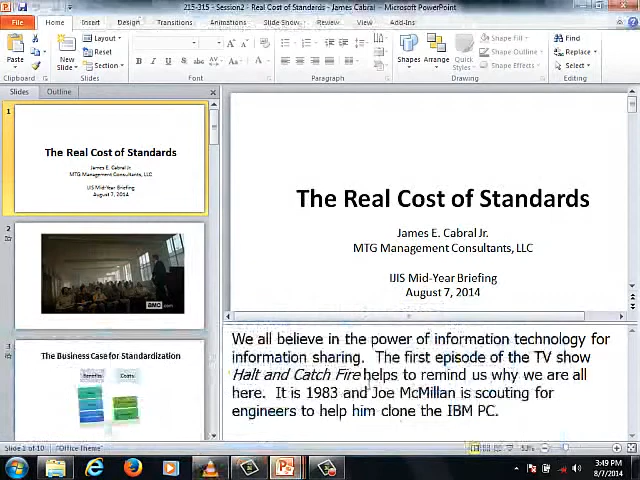 215-315 - Session2 - Real Cost of Standards - James Cabral - Microsoft PowerPoint
File Home Insert Design Transitions Animations Slide Show Review View Add-Ins
Paste
Clipboard
New Slide
Layout
Reset
Section
Slides
Font
Paragraph
Shapes
Arrange
Quick Styles
Shape Fill
Shape Outline
Shape Effects
Drawing
Find
Replace
Select
Editing
Slides Outline
1
The Real Cost of Standards
James E. Cabral Jr.
MTG Management Consultants, LLC
IJIS Mid-Year Briefing
August 7, 2014
2
AMC.com
3
The Business Case for Standardization
Benefits Costs
The Real Cost of Standards
James E. Cabral Jr.
MTG Management Consultants, LLC
IJIS Mid-Year Briefing
August 7, 2014
We all believe in the power of information technology for
information sharing. The first episode of the TV show
Halt and Catch Fire helps to remind us why we are all
here. It is 1983 and Joe McMillan is scouting for
engineers to help him clone the IBM PC.
Slide 1 of 10 "Office Theme" 53%
3:49 PM
8/7/2014